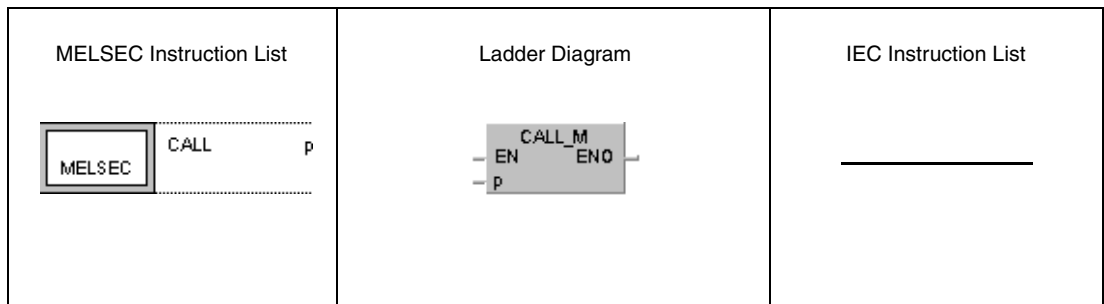 MELSEC Instruction List
Ladder Diagram
IEC Instruction List
MELSEC
CALL p
CALL_M
EN ENO
p